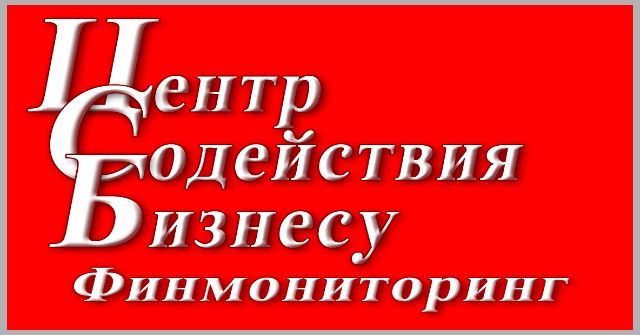 Центр
Содействия
Бизнесу
Финмониторинг